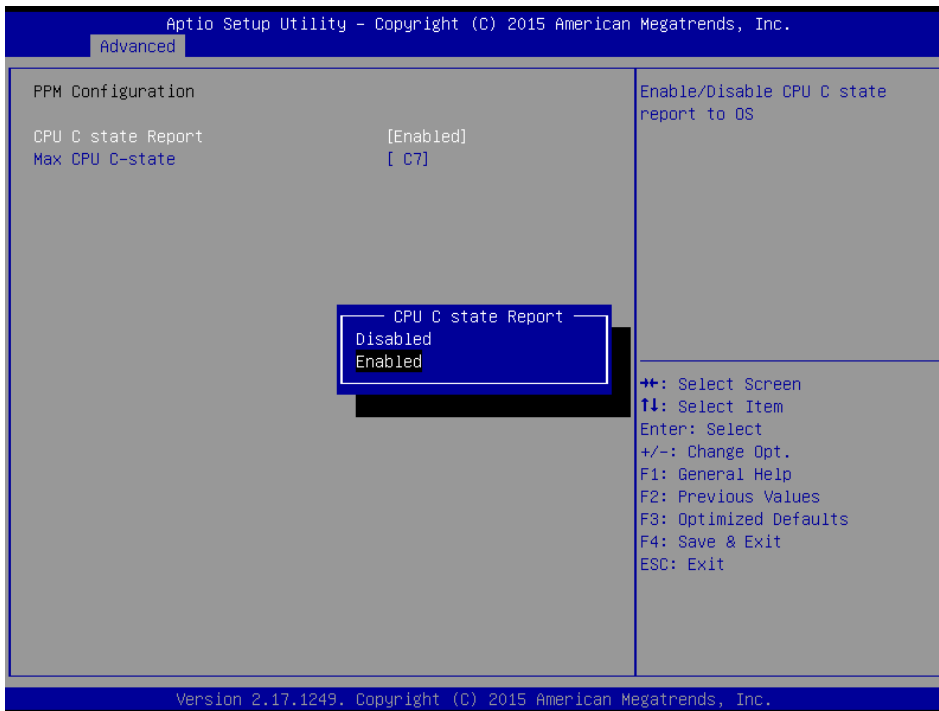 Aptio Setup Utility – Copyright (C) 2015 American Megatrends, Inc.
Advanced
PPM Configuration
CPU C state Report [Enabled]
Max CPU C-state [ C7]
Enable/Disable CPU C state
report to OS
CPU C state Report
Disabled
Enabled
→←: Select Screen
↑↓: Select Item
Enter: Select
+/-: Change Opt.
F1: General Help
F2: Previous Values
F3: Optimized Defaults
F4: Save & Exit
ESC: Exit
Version 2.17.1249. Copyright (C) 2015 American Megatrends, Inc.